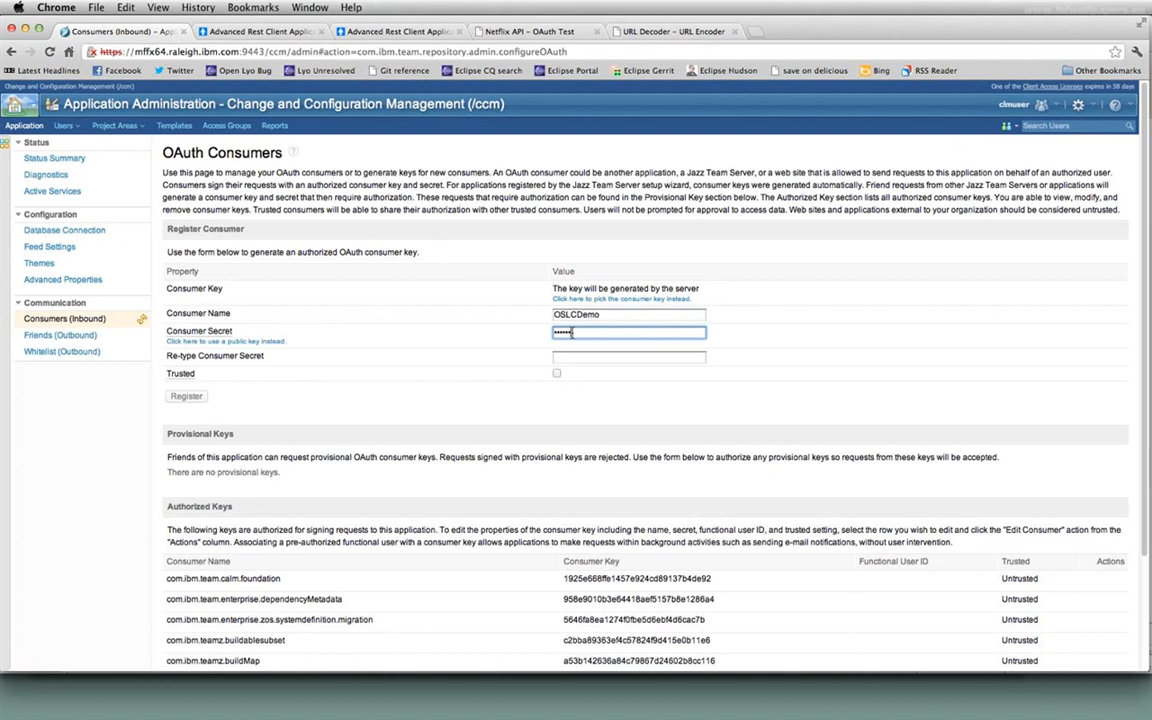 Chrome File Edit View History Bookmarks Window Help
Consumers (Inbound) - Appl
Advanced Rest Client Applic
Advanced Rest Client Applic
Netflix API - OAuth Test
URL Decoder - URL Encoder
https://mffx64.raleigh.ibm.com:9443/ccm/admin#action=com.ibm.team.repository.admin.configureOAuth
Latest Headlines Facebook Twitter Open Lyo Bug Lyo Unresolved Git reference Eclipse CQ search Eclipse Portal Eclipse Gerrit Eclipse Hudson save on delicious Bing RSS Reader Other Bookmarks
Change and Configuration Management (/ccm) One of the Client Access Licenses expires in 58 days
Application Administration - Change and Configuration Management (/ccm) clmuser
Application Users Project Areas Templates Access Groups Reports Search Users
Status
Status Summary
Diagnostics
Active Services
Configuration
Database Connection
Feed Settings
Themes
Advanced Properties
Communication
Consumers (Inbound)
Friends (Outbound)
Whitelist (Outbound)
OAuth Consumers
Use this page to manage your OAuth consumers or to generate keys for new consumers. An OAuth consumer could be another application, a Jazz Team Server, or a web site that is allowed to send requests to this application on behalf of an authorized user.
Consumers sign their requests with an authorized consumer key and secret. For applications registered by the Jazz Team Server setup wizard, consumer keys were generated automatically. Friend requests from other Jazz Team Servers or applications will
generate a consumer key and secret that then require authorization. These requests that require authorization can be found in the Provisional Key section below. The Authorized Key section lists all authorized consumer keys. You are able to view, modify, and
remove consumer keys. Trusted consumers will be able to share their authorization with other trusted consumers. Users will not be prompted for approval to access data. Web sites and applications external to your organization should be considered untrusted.
Register Consumer
Use the form below to generate an authorized OAuth consumer key.
Property Value
Consumer Key The key will be generated by the server
Click here to pick the consumer key instead.
Consumer Name OSLCDemo
Consumer Secret ••••••
Click here to use a public key instead.
Re-type Consumer Secret
Trusted
Register
Provisional Keys
Friends of this application can request provisional OAuth consumer keys. Requests signed with provisional keys are rejected. Use the form below to authorize any provisional keys so requests from these keys will be accepted.
There are no provisional keys.
Authorized Keys
The following keys are authorized for signing requests to this application. To edit the properties of the consumer key including the name, secret, functional user ID, and trusted setting, select the row you wish to edit and click the "Edit Consumer" action from the
"Actions" column. Associating a pre-authorized functional user with a consumer key allows applications to make requests within background activities such as sending e-mail notifications, without user intervention.
Consumer Name Consumer Key Functional User ID Trusted Actions
com.ibm.team.calm.foundation 1925e668ffe1457e924cd89137b4de92 Untrusted
com.ibm.team.enterprise.dependencyMetadata 958e9010b3e64418aef5157b8e1286a4 Untrusted
com.ibm.team.enterprise.zos.systemdefinition.migration 5646fa8ea1274f0fbe5d6ebf4d6cac7b Untrusted
com.ibm.teamz.buildablesubset c2bba89363ef4c57824f9d415e0b11e6 Untrusted
com.ibm.teamz.buildMap a53b142636a84c79867d24602b8cc116 Untrusted